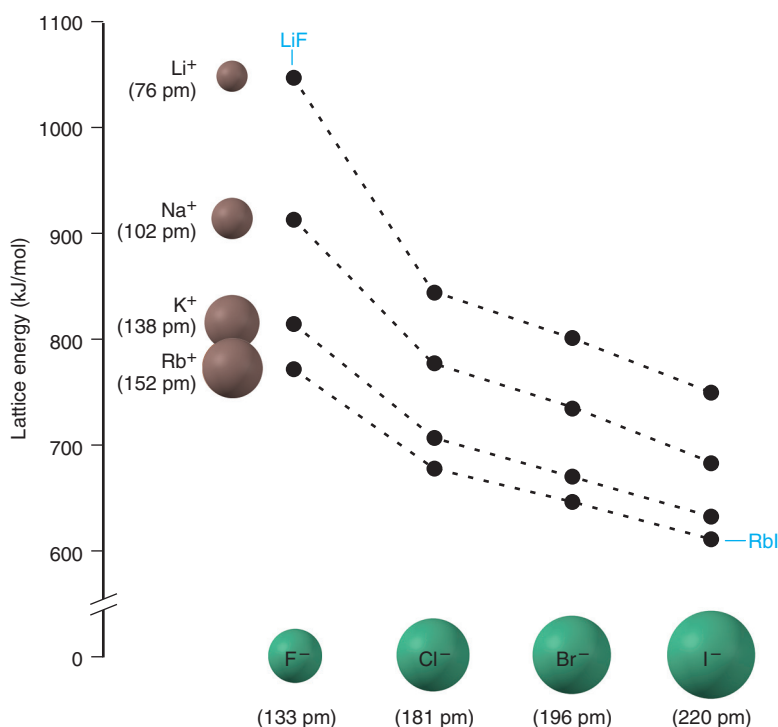 Lattice energy (kJ/mol)
1100
1000
900
800
700
600
0
Li⁺
(76 pm)
Na⁺
(102 pm)
K⁺
(138 pm)
Rb⁺
(152 pm)
LiF
RbI
F⁻
Cl⁻
Br⁻
I⁻
(133 pm)
(181 pm)
(196 pm)
(220 pm)